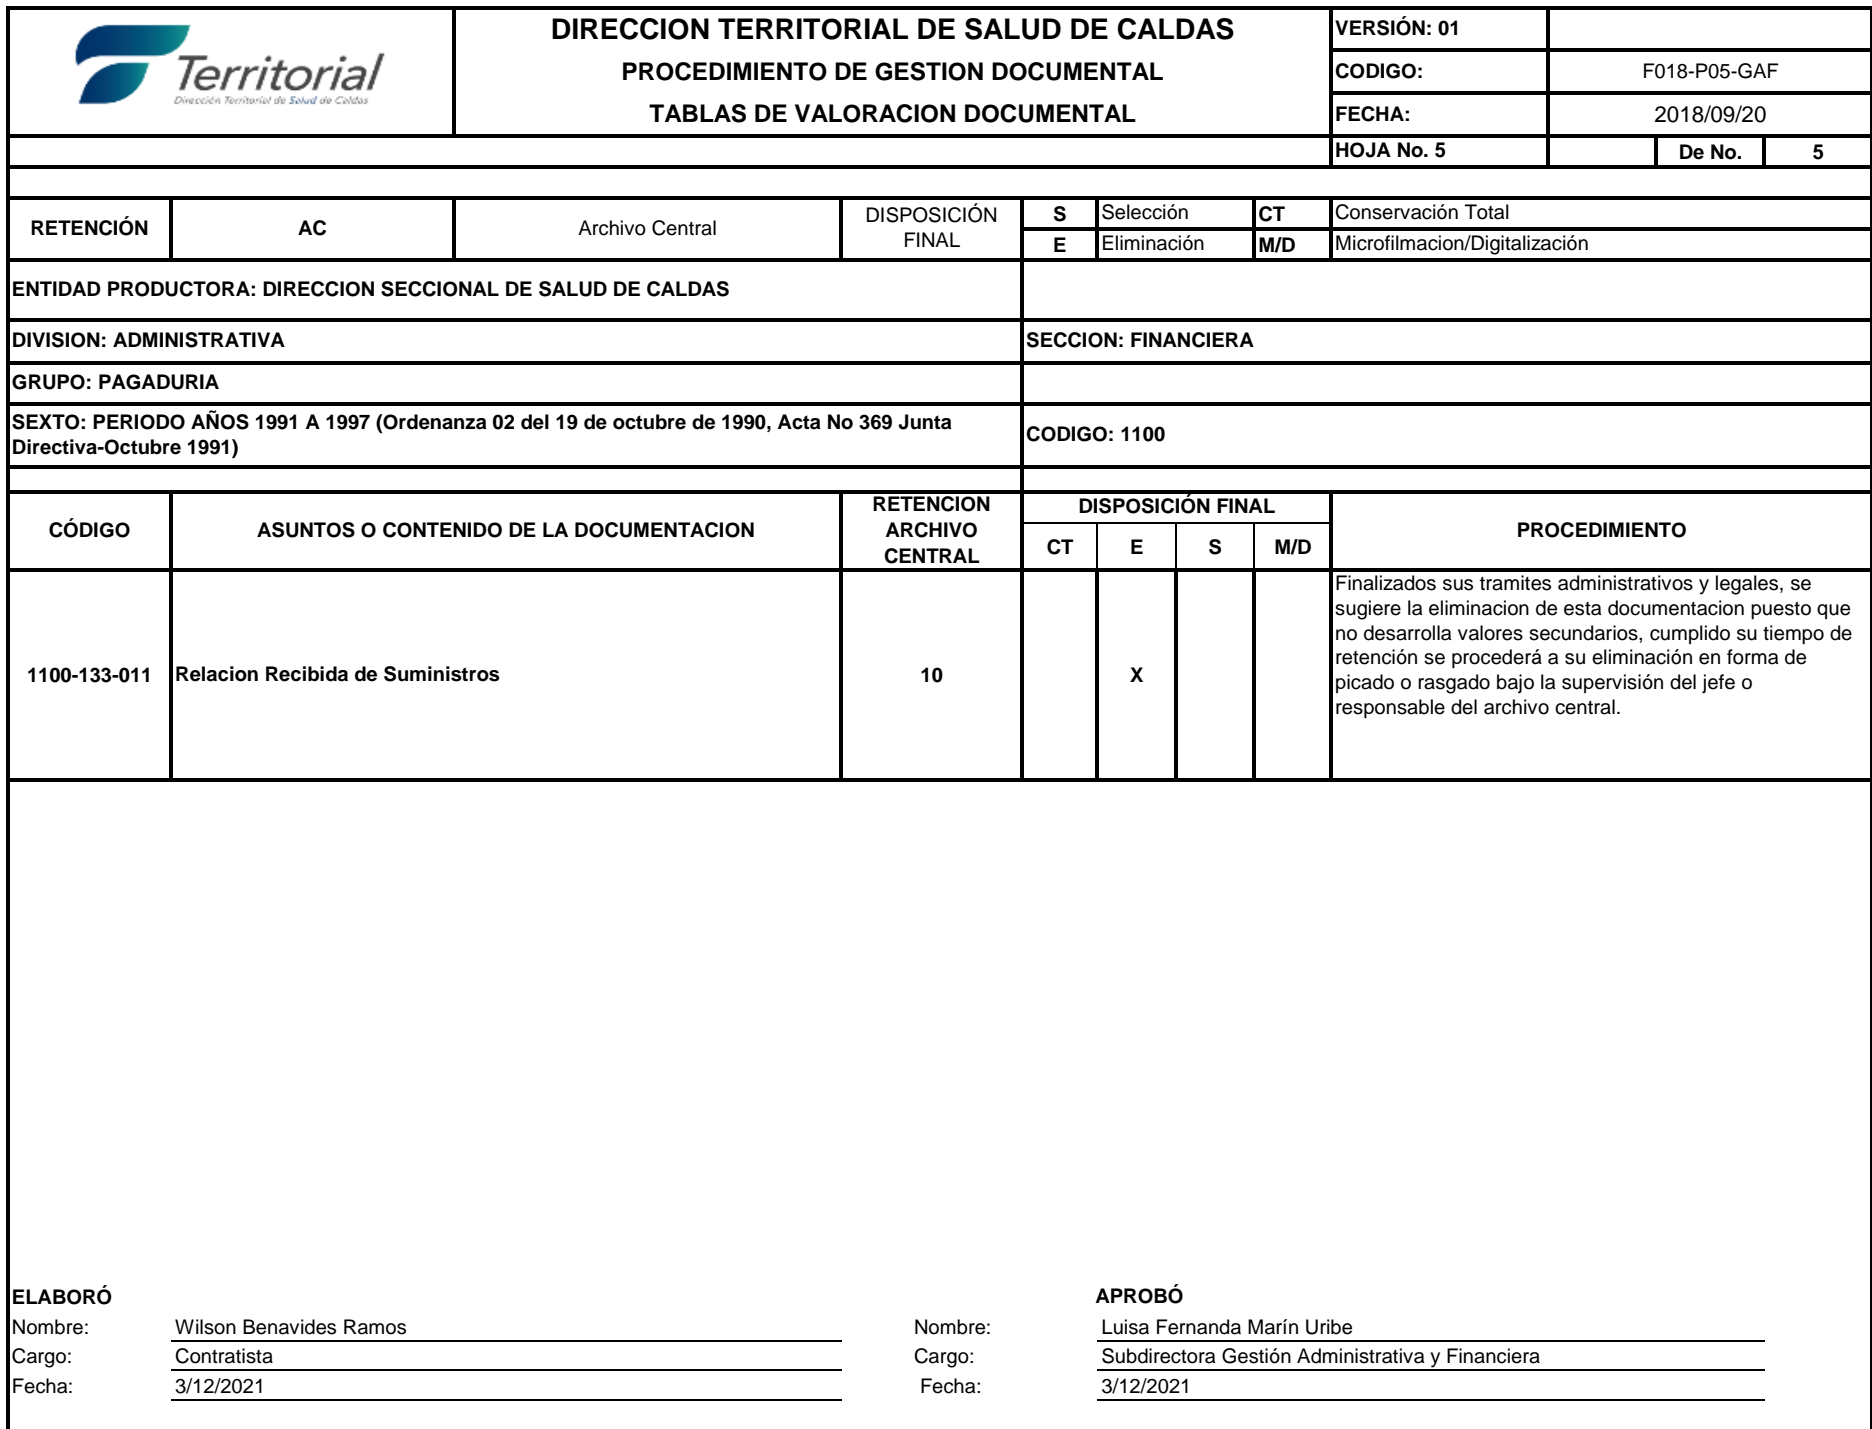 Territorial
Dirección Territorial de Salud de Caldas
DIRECCION TERRITORIAL DE SALUD DE CALDAS
PROCEDIMIENTO DE GESTION DOCUMENTAL
TABLAS DE VALORACION DOCUMENTAL
VERSIÓN: 01
CODIGO: F018-P05-GAF
FECHA: 2018/09/20
HOJA No. 5 De No. 5
RETENCIÓN AC Archivo Central
DISPOSICIÓN
FINAL
S Selección CT Conservación Total
E Eliminación M/D Microfilmacion/Digitalización
ENTIDAD PRODUCTORA: DIRECCION SECCIONAL DE SALUD DE CALDAS
DIVISION: ADMINISTRATIVA SECCION: FINANCIERA
GRUPO: PAGADURIA
SEXTO: PERIODO AÑOS 1991 A 1997 (Ordenanza 02 del 19 de octubre de 1990, Acta No 369 Junta
Directiva-Octubre 1991)
CODIGO: 1100
CÓDIGO ASUNTOS O CONTENIDO DE LA DOCUMENTACION
RETENCION
ARCHIVO
CENTRAL
DISPOSICIÓN FINAL
CT E S M/D
PROCEDIMIENTO
1100-133-011 Relacion Recibida de Suministros 10 X
Finalizados sus tramites administrativos y legales, se
sugiere la eliminacion de esta documentacion puesto que
no desarrolla valores secundarios, cumplido su tiempo de
retención se procederá a su eliminación en forma de
picado o rasgado bajo la supervisión del jefe o
responsable del archivo central.
ELABORÓ APROBÓ
Nombre: Wilson Benavides Ramos Nombre: Luisa Fernanda Marín Uribe
Cargo: Contratista Cargo: Subdirectora Gestión Administrativa y Financiera
Fecha: 3/12/2021 Fecha: 3/12/2021